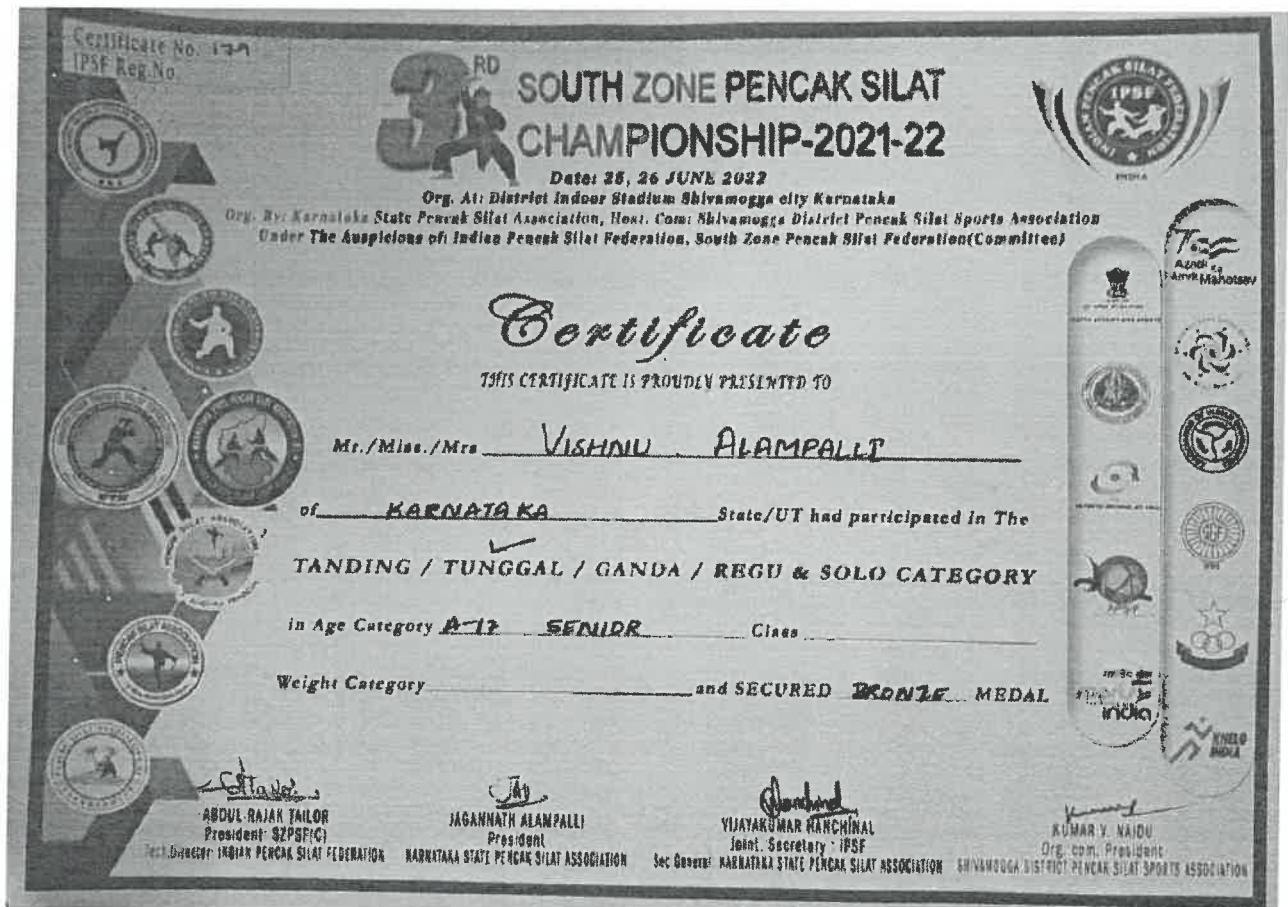 Certificate No. 179
IPSF Reg.No.
3RD SOUTH ZONE PENCAK SILAT
CHAMPIONSHIP-2021-22
Date: 25, 26 JUNE 2022
Org. At: District Indoor Stadium Shivamogga city Karnataka
Org. By: Karnataka State Pencak Silat Association, Host. Com: Shivamogga District Pencak Silat Sports Association
Under The Auspicious of: Indian Pencak Silat Federation, South Zone Pencak Silat Federation(Committee)
INDIAN PENCAK SILAT FEDERATION
IPSF
INDIA
Azadi Ka
Amrit Mahotsav
Certificate
THIS CERTIFICATE IS PROUDLY PRESENTED TO
Mr./Miss./Mrs VISHNU . ALAMPALLI
of KARNATAKA State/UT had participated in The
TANDING / TUNGGAL / GANDA / REGU & SOLO CATEGORY
in Age Category A-17 SENIOR Class
Weight Category and SECURED BRONZE MEDAL
india
KHELO
INDIA
ABDUL RAJAK TAILOR
President: SZPSF(C)
Tech.Director: INDIAN PENCAK SILAT FEDERATION
JAGANNATH ALAMPALLI
President
KARNATAKA STATE PENCAK SILAT ASSOCIATION
VIJAYAKUMAR HANCHINAL
Joint. Secretary : IPSF
Sec General: KARNATAKA STATE PENCAK SILAT ASSOCIATION
KUMAR V. NAIDU
Org. com. President
SHIVAMOGGA DISTRICT PENCAK SILAT SPORTS ASSOCIATION